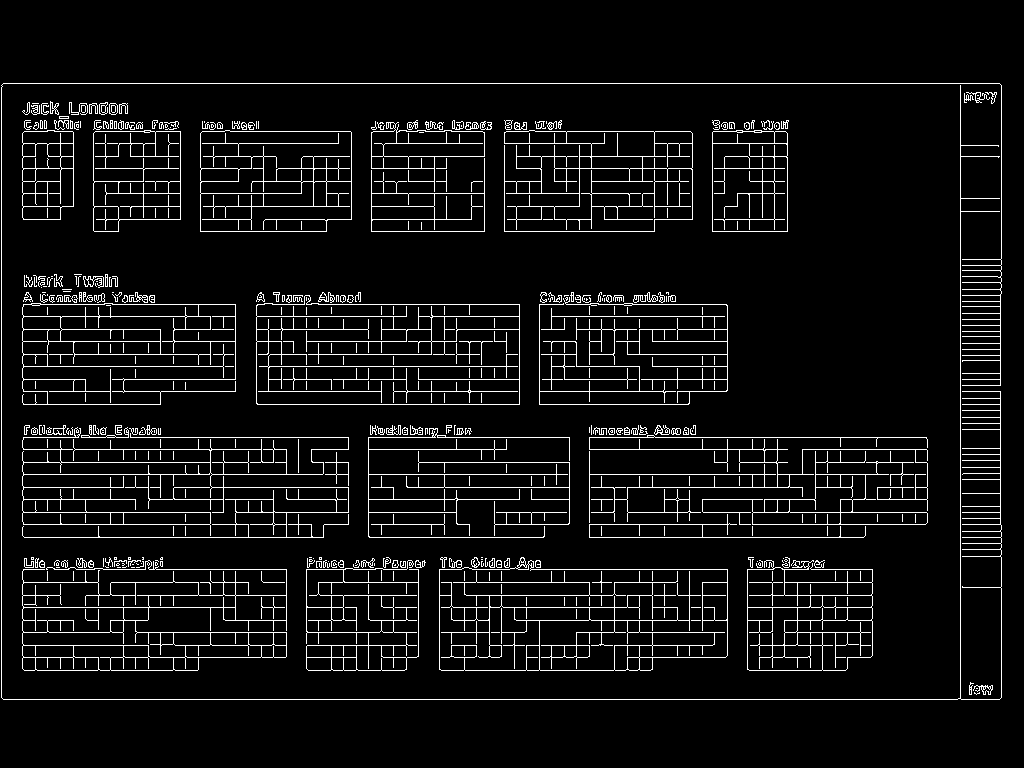 Jack_London
Call_Wild Children_Frost Iron_Heel Jerry_of_the_Islands Sea_Wolf Son_of_Wolf
Mark_Twain
A_Connecticut_Yankee A_Tramp_Abroad Chapters_from_autobio
Following_the_Equator Huckleberry_Finn Innocents_Abroad
Life_on_the_Mississippi Prince_and_Pauper The_Gilded_Age Tom_Sawyer
many
few